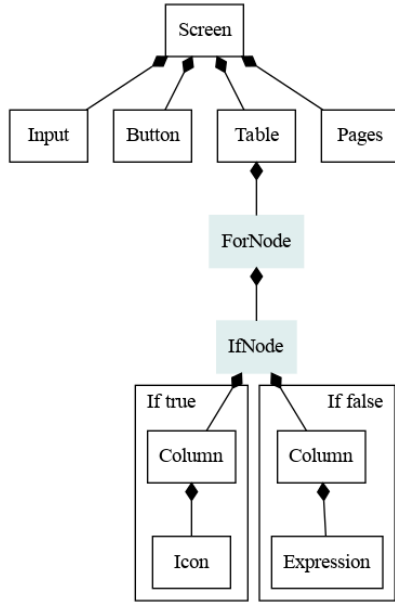 Screen
Input
Button
Table
Pages
ForNode
IfNode
If true
If false
Column
Column
Icon
Expression